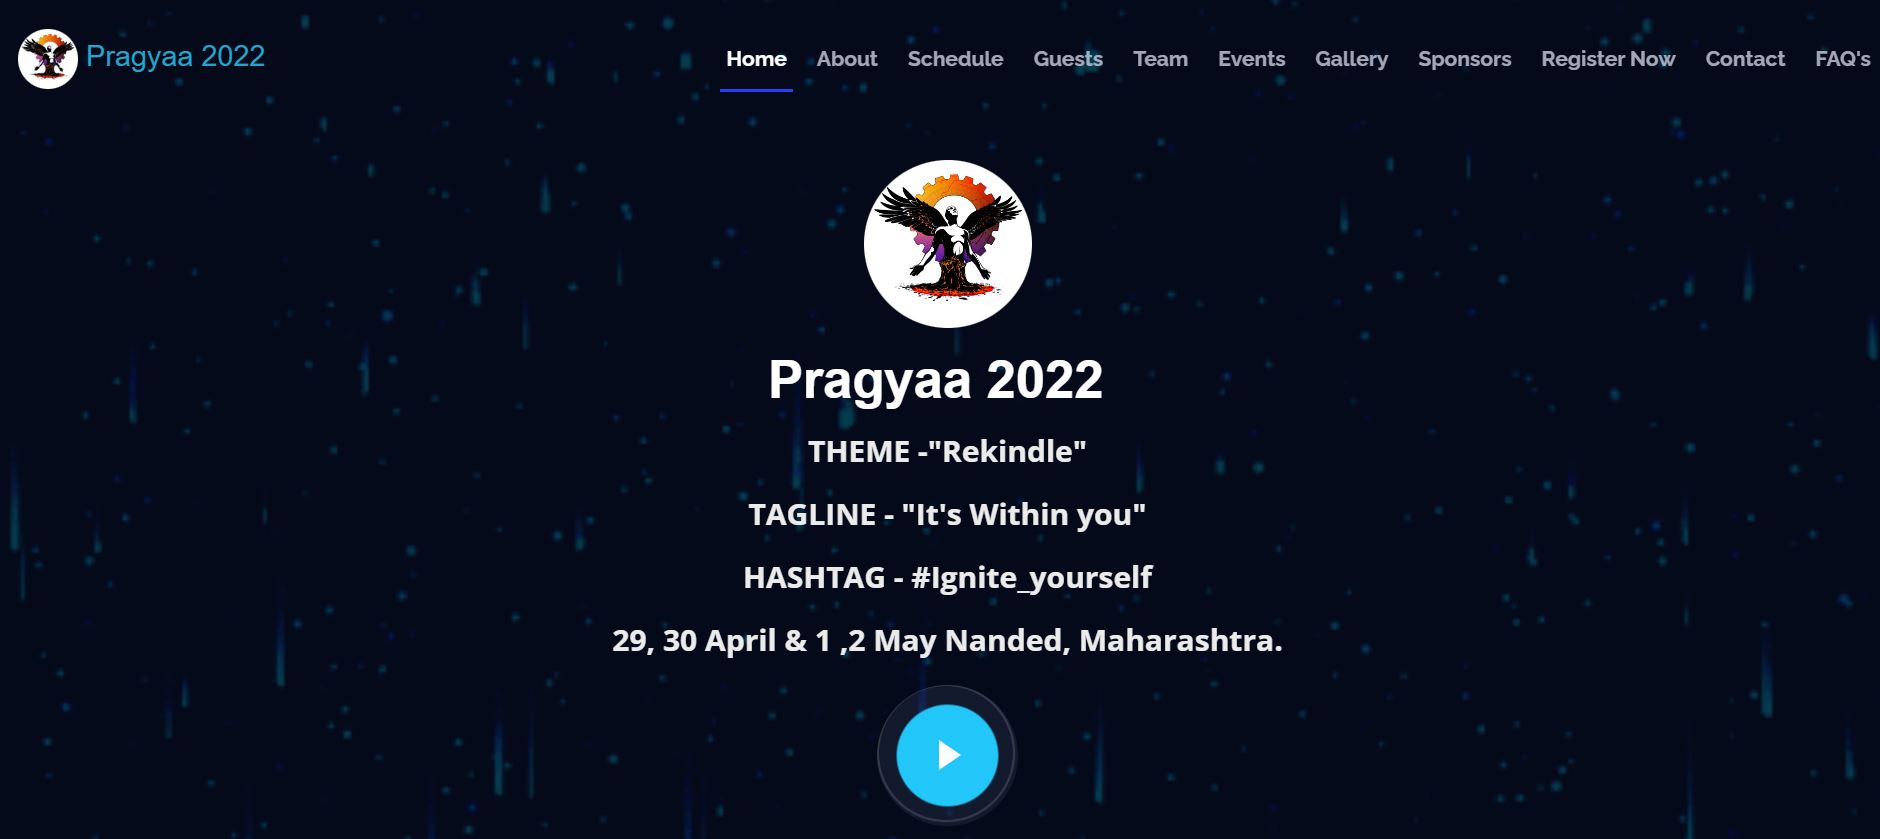 Pragyaa 2022
Home About Schedule Guests Team Events Gallery Sponsors Register Now Contact FAQ's
Pragyaa 2022
THEME -"Rekindle"
TAGLINE - "It's Within you"
HASHTAG - #Ignite_yourself
29, 30 April & 1 ,2 May Nanded, Maharashtra.